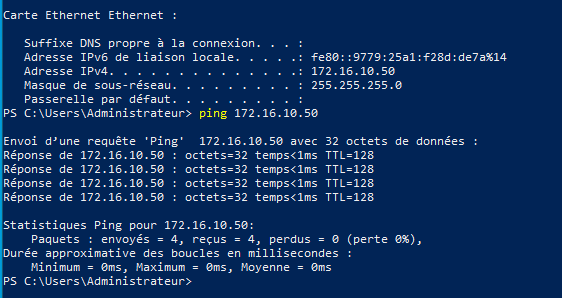 Carte Ethernet Ethernet :
Suffixe DNS propre à la connexion. . . :
Adresse IPv6 de liaison locale. . . . .: fe80::9779:25a1:f28d:de7a%14
Adresse IPv4. . . . . . . . . . . . . .: 172.16.10.50
Masque de sous-réseau. . . . . . . . . : 255.255.255.0
Passerelle par défaut. . . . . . . . . :
PS C:\Users\Administrateur> ping 172.16.10.50
Envoi d’une requête 'Ping'  172.16.10.50 avec 32 octets de données :
Réponse de 172.16.10.50 : octets=32 temps<1ms TTL=128
Réponse de 172.16.10.50 : octets=32 temps<1ms TTL=128
Réponse de 172.16.10.50 : octets=32 temps<1ms TTL=128
Réponse de 172.16.10.50 : octets=32 temps<1ms TTL=128
Statistiques Ping pour 172.16.10.50:
Paquets : envoyés = 4, reçus = 4, perdus = 0 (perte 0%),
Durée approximative des boucles en millisecondes :
Minimum = 0ms, Maximum = 0ms, Moyenne = 0ms
PS C:\Users\Administrateur>